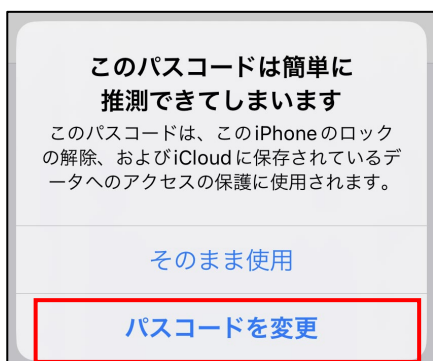 このパスコードは簡単に
推測できてしまいます
このパスコードは、このiPhoneのロック
の解除、およびiCloudに保存されているデ
ータへのアクセスの保護に使用されます。
そのまま使用
パスコードを変更